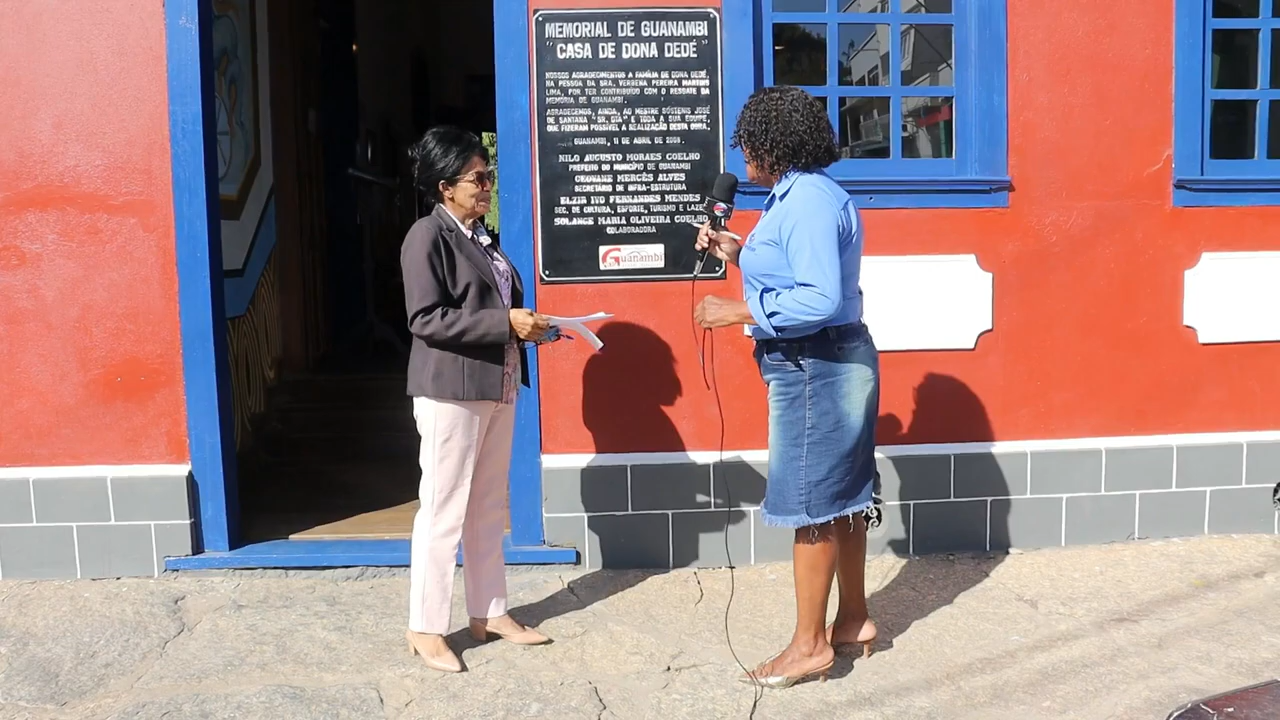 MEMORIAL DE GUANAMBI
"CASA DE DONA DEDÉ"
NOSSOS AGRADECIMENTOS A FAMÍLIA DE DONA DEDÉ,
NA PESSOA DA SRA. VERBENA PEREIRA MARTINS
LIMA, POR TER CONTRIBUÍDO COM O RESGATE DA
MEMÓRIA DE GUANAMBI.
AGRADECEMOS, AINDA, AO MESTRE SÓSTENIS JOSÉ
DE SANTANA "SR. OTA" E TODA A SUA EQUIPE,
QUE FIZERAM POSSÍVEL A REALIZAÇÃO DESTA OBRA.
GUANAMBI, 11 DE ABRIL DE 2008.
NILO AUGUSTO MORAES COELHO
PREFEITO DO MUNICÍPIO DE GUANAMBI
GEOVANE MERCÊS ALVES
SECRETÁRIO DE INFRA-ESTRUTURA
ELZIR IVO FERNANDES MENDES
SEC. DE CULTURA, ESPORTE, TURISMO E LAZER
SOLANGE MARIA OLIVEIRA COELHO
COLABORADORA
Guanambi